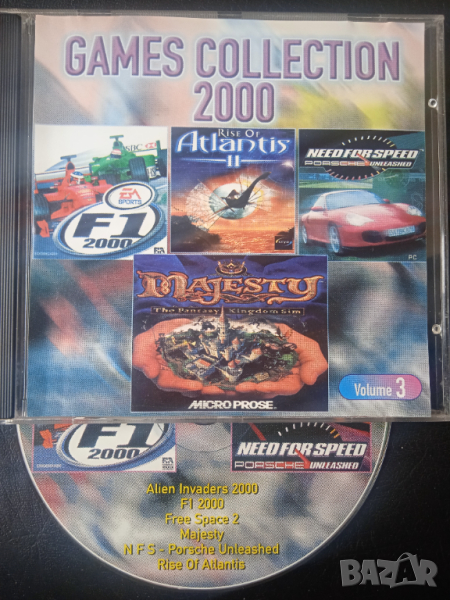 GAMES COLLECTION
2000
EA
SPORTS
F1
2000
Rise Of
Atlantis
II
NEED FOR SPEED
PORSCHE UNLEASHED
PC
MAJESTY
The Fantasy Kingdom Sim
MICROPROSE
Volume 3
F1
2000
NEED FOR SPEED
PORSCHE UNLEASHED
Alien Invaders 2000
F1 2000
Free Space 2
Majesty
N F S - Porsche Unleashed
Rise Of Atlantis
BAZAR